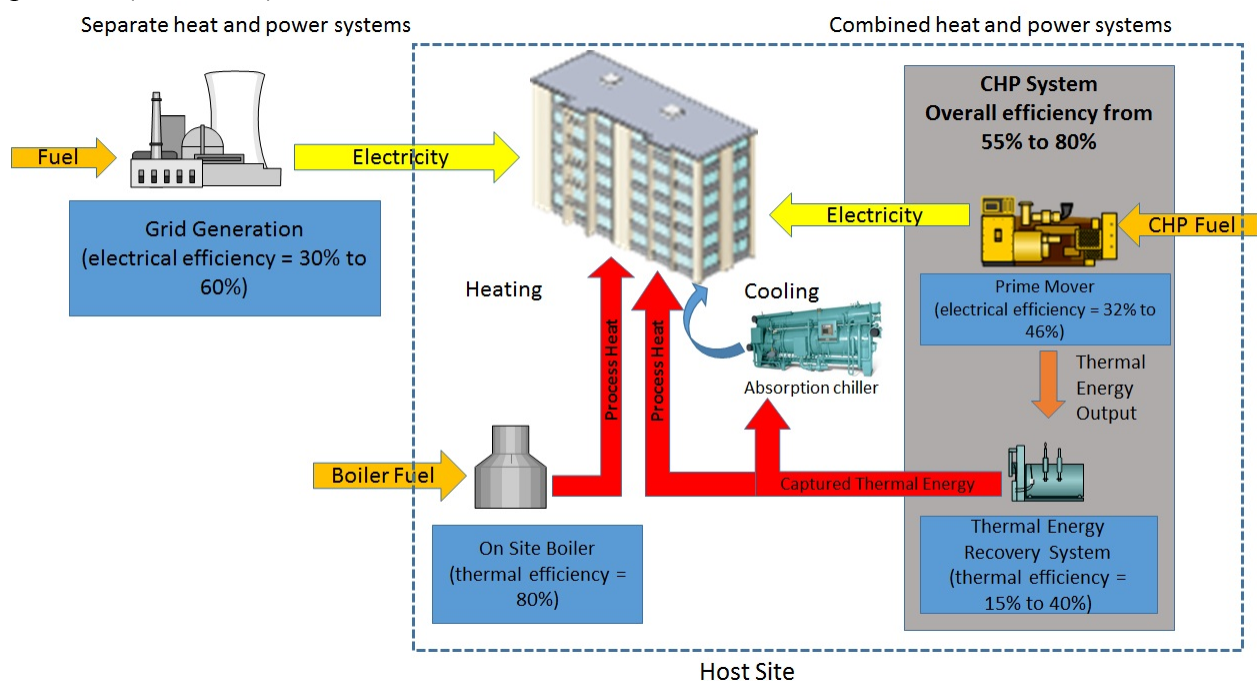 Separate heat and power systems
Combined heat and power systems
CHP System
Overall efficiency from
55% to 80%
Fuel
Electricity
Electricity
CHP Fuel
Grid Generation
(electrical efficiency = 30% to
60%)
Heating
Cooling
Prime Mover
(electrical efficiency = 32% to
46%)
Process Heat
Process Heat
Absorption chiller
Thermal
Energy
Output
Boiler Fuel
Captured Thermal Energy
On Site Boiler
(thermal efficiency =
80%)
Thermal Energy
Recovery System
(thermal efficiency =
15% to 40%)
Host Site